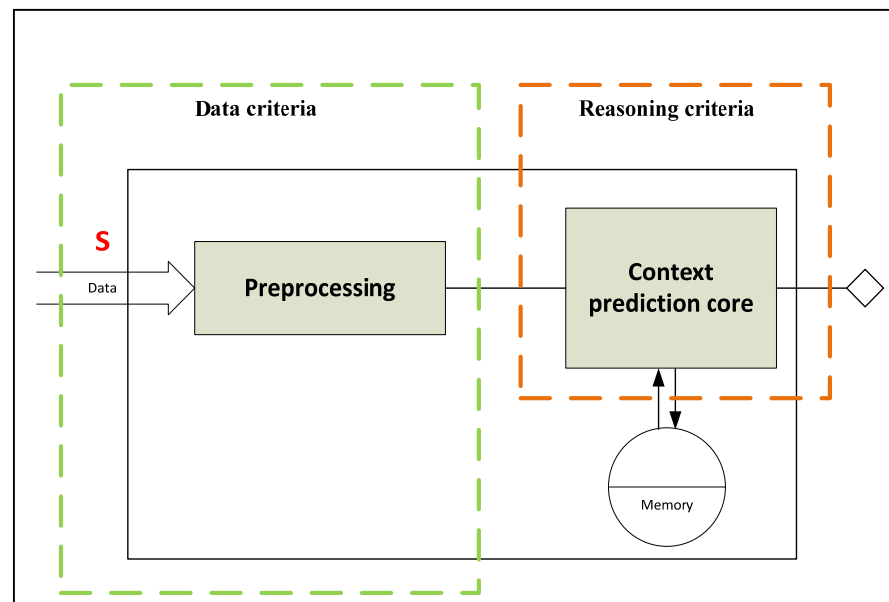 Data criteria
Reasoning criteria
S
Data
Preprocessing
Context
prediction core
Memory